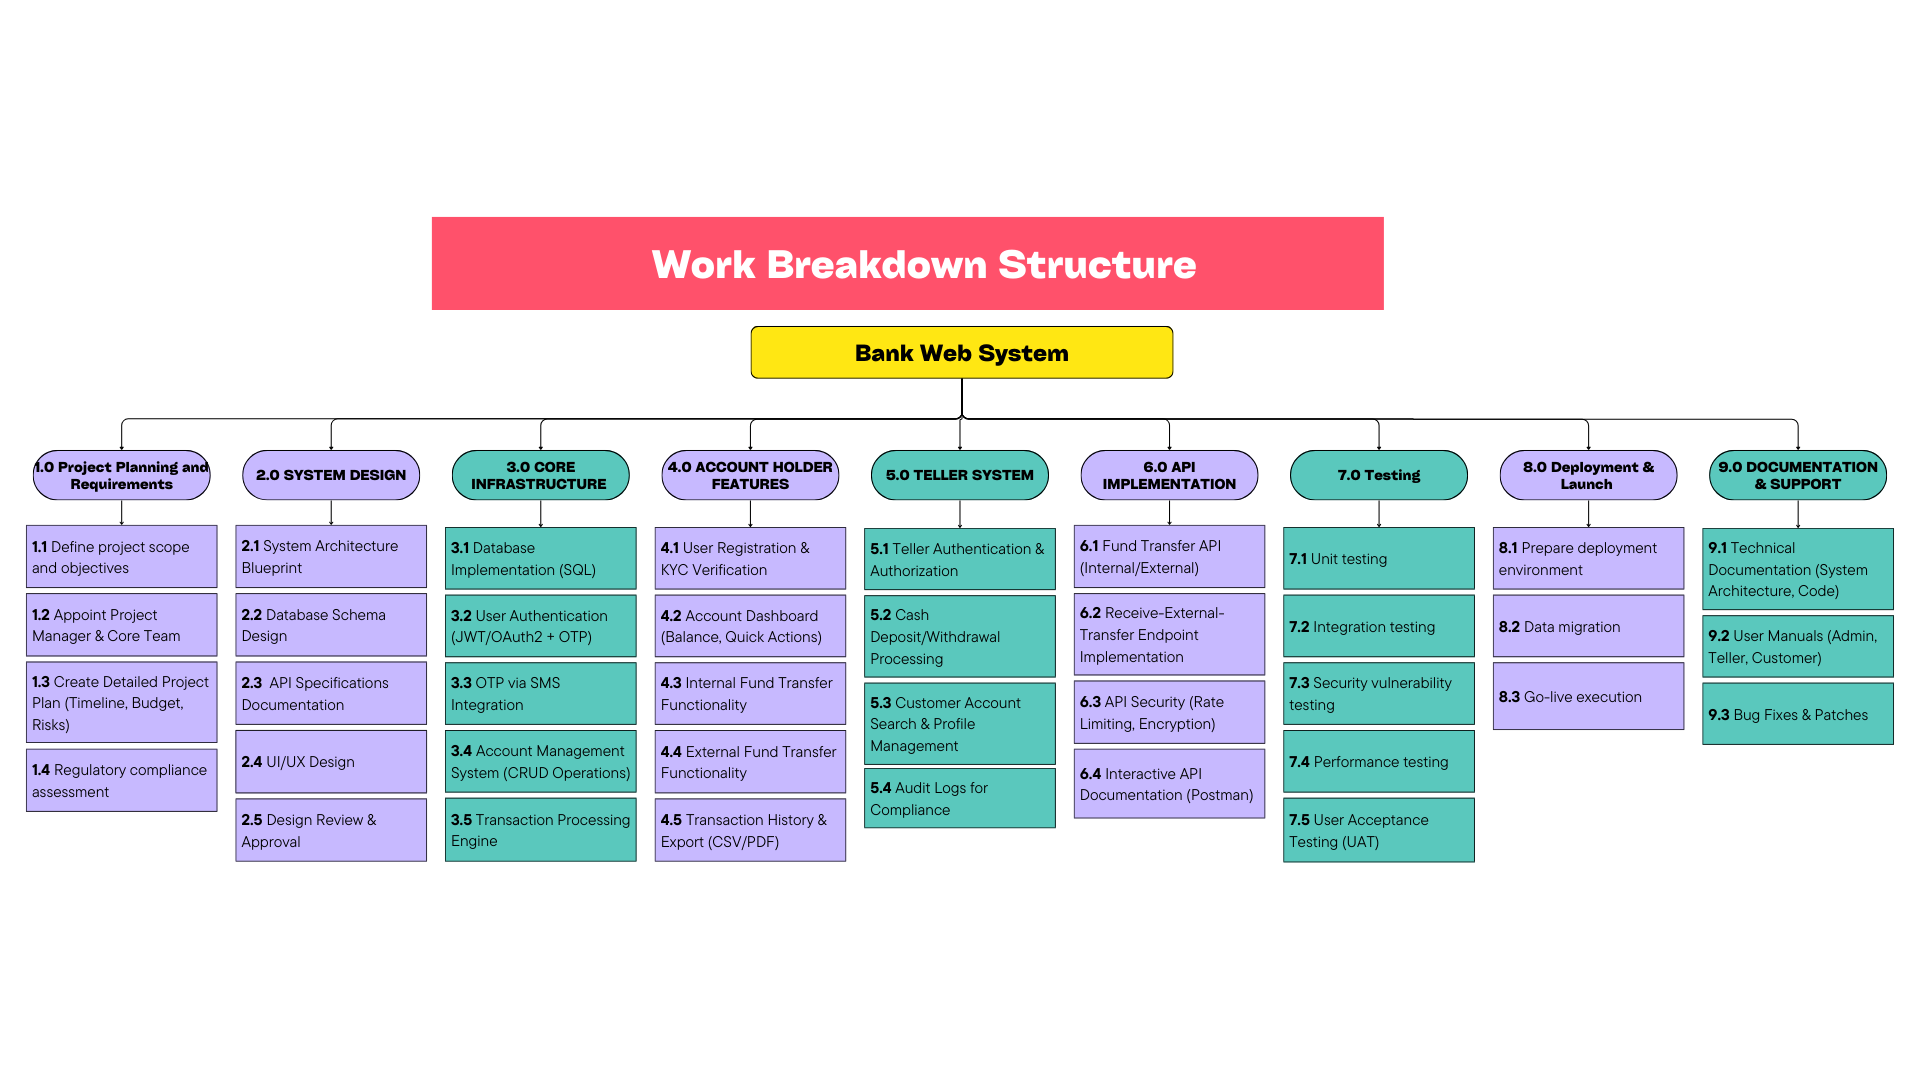 Work Breakdown Structure
Bank Web System
1.0 Project Planning and
Requirements
1.1 Define project scope
and objectives
1.2 Appoint Project
Manager & Core Team
1.3 Create Detailed Project
Plan (Timeline, Budget,
Risks)
1.4 Regulatory compliance
assessment
2.0 SYSTEM DESIGN
2.1 System Architecture
Blueprint
2.2 Database Schema
Design
2.3 API Specifications
Documentation
2.4 UI/UX Design
2.5 Design Review &
Approval
3.0 CORE
INFRASTRUCTURE
3.1 Database
Implementation (SQL)
3.2 User Authentication
(JWT/OAuth2 + OTP)
3.3 OTP via SMS
Integration
3.4 Account Management
System (CRUD Operations)
3.5 Transaction Processing
Engine
4.0 ACCOUNT HOLDER
FEATURES
4.1 User Registration &
KYC Verification
4.2 Account Dashboard
(Balance, Quick Actions)
4.3 Internal Fund Transfer
Functionality
4.4 External Fund Transfer
Functionality
4.5 Transaction History &
Export (CSV/PDF)
5.0 TELLER SYSTEM
5.1 Teller Authentication &
Authorization
5.2 Cash
Deposit/Withdrawal
Processing
5.3 Customer Account
Search & Profile
Management
5.4 Audit Logs for
Compliance
6.0 API
IMPLEMENTATION
6.1 Fund Transfer API
(Internal/External)
6.2 Receive-External-
Transfer Endpoint
Implementation
6.3 API Security (Rate
Limiting, Encryption)
6.4 Interactive API
Documentation (Postman)
7.0 Testing
7.1 Unit testing
7.2 Integration testing
7.3 Security vulnerability
testing
7.4 Performance testing
7.5 User Acceptance
Testing (UAT)
8.0 Deployment &
Launch
8.1 Prepare deployment
environment
8.2 Data migration
8.3 Go-live execution
9.0 DOCUMENTATION
& SUPPORT
9.1 Technical
Documentation (System
Architecture, Code)
9.2 User Manuals (Admin,
Teller, Customer)
9.3 Bug Fixes & Patches